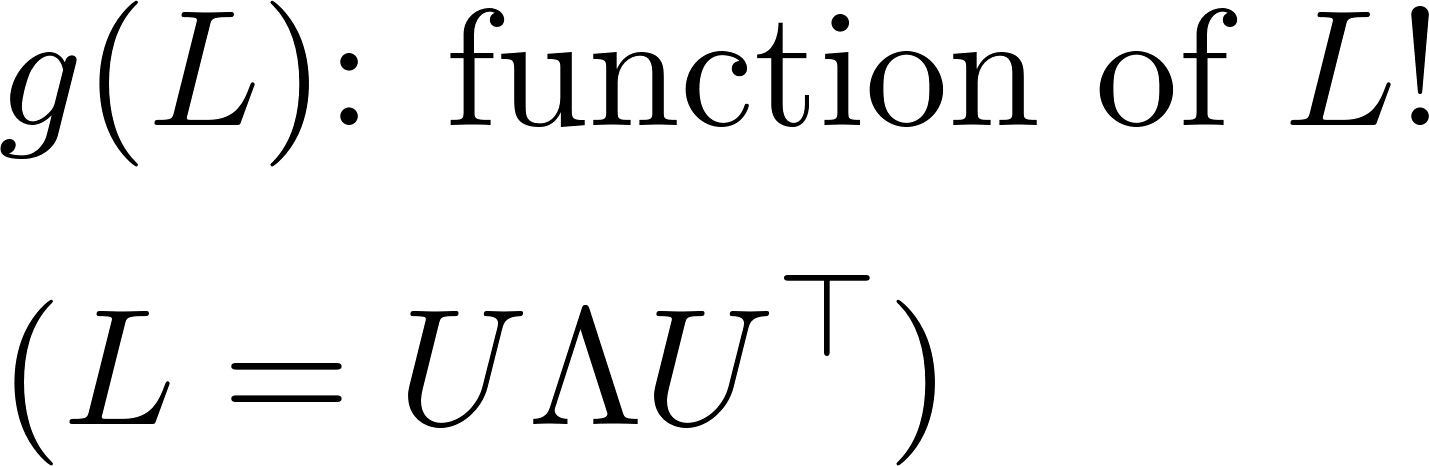 g(L): function of L!
(L = UΛU⊤)